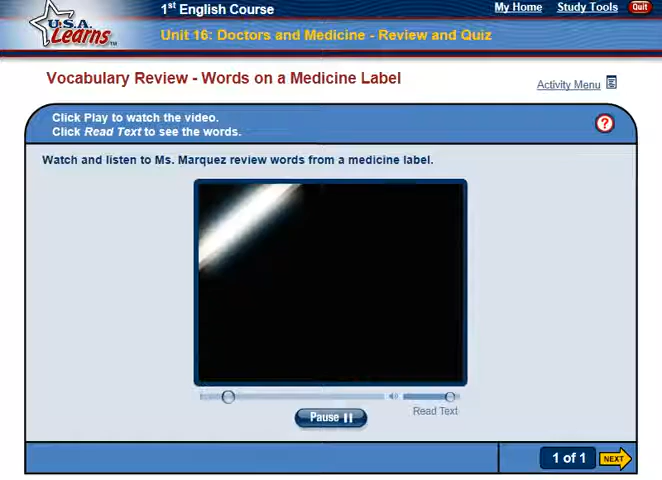 1st English Course
My Home
Study Tools
Quit
U.S.A.
Learns™
Unit 16: Doctors and Medicine - Review and Quiz
Vocabulary Review - Words on a Medicine Label
Activity Menu
Click Play to watch the video.
Click Read Text to see the words.
?
Watch and listen to Ms. Marquez review words from a medicine label.
Pause
Read Text
1 of 1
NEXT